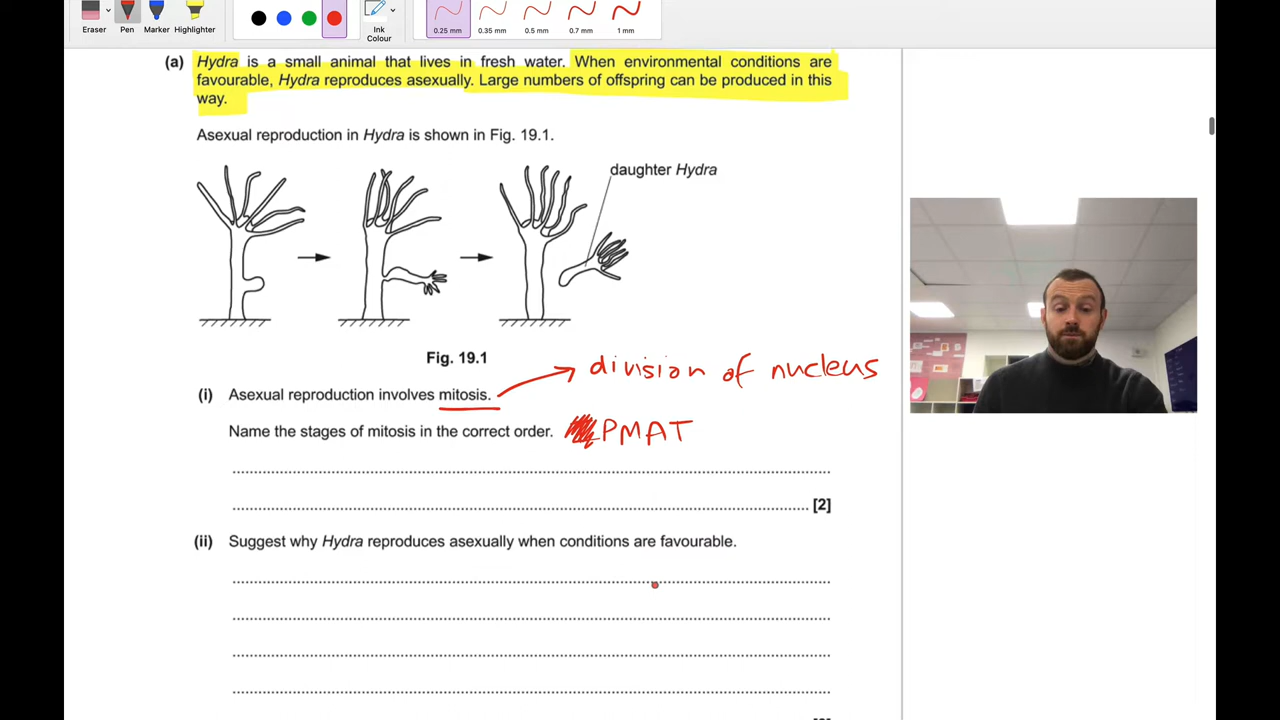 Eraser
Pen
Marker
Highlighter
Ink
Colour
0.25 mm
0.35 mm
0.5 mm
0.7 mm
1 mm
(a) Hydra is a small animal that lives in fresh water. When environmental conditions are
favourable, Hydra reproduces asexually. Large numbers of offspring can be produced in this
way.
Asexual reproduction in Hydra is shown in Fig. 19.1.
daughter Hydra
Fig. 19.1
division of nucleus
(i) Asexual reproduction involves mitosis.
Name the stages of mitosis in the correct order. PMAT
[2]
(ii) Suggest why Hydra reproduces asexually when conditions are favourable.